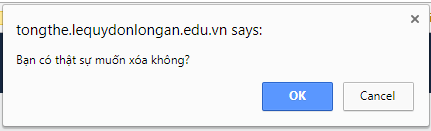 tongthe.lequydonlongan.edu.vn says:
Bạn có thật sự muốn xóa không?
OK Cancel